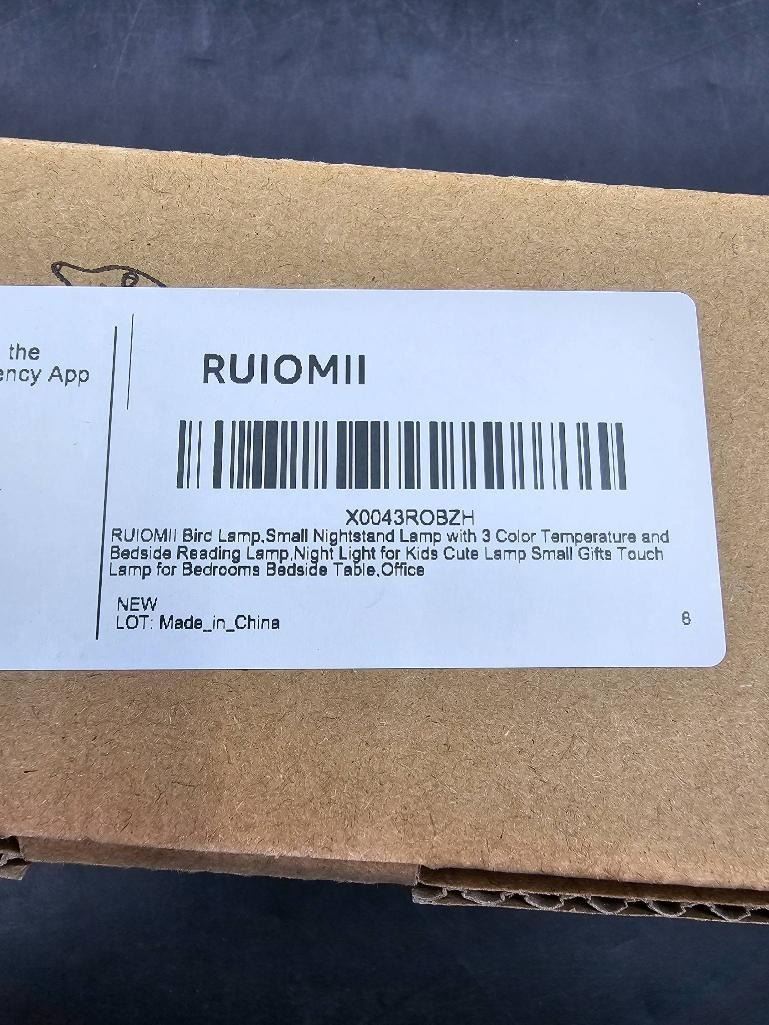 the
ency App
RUIOMII
X0043ROBZH
RUIOMII Bird Lamp,Small Nightstand Lamp with 3 Color Temperature and
Bedside Reading Lamp,Night Light for Kids Cute Lamp Small Gifts Touch
Lamp for Bedrooms Bedside Table,Office
NEW
LOT: Made_in_China
8